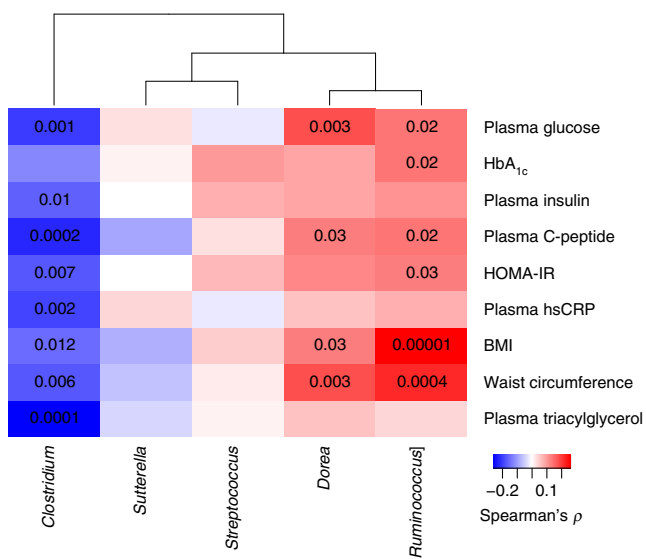 0.001 0.003 0.02 Plasma glucose
0.02 HbA1c
0.01 Plasma insulin
0.0002 0.03 0.02 Plasma C-peptide
0.007 0.03 HOMA-IR
0.002 Plasma hsCRP
0.012 0.03 0.00001 BMI
0.006 0.003 0.0004 Waist circumference
0.0001 Plasma triacylglycerol
Clostridium
Sutterella
Streptococcus
Dorea
Ruminococcus]
−0.2 0.1
Spearman's ρ